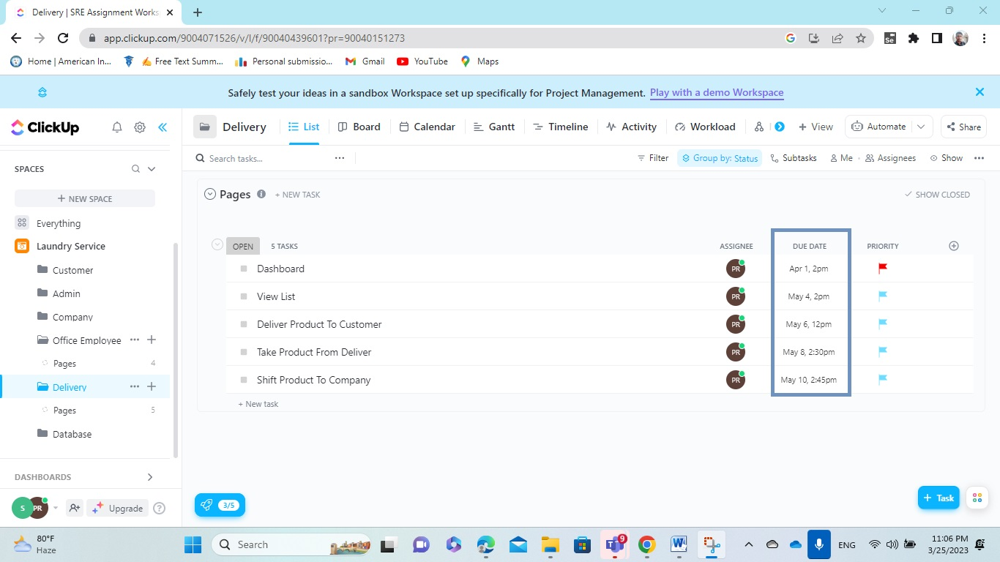 Delivery | SRE Assignment Works
app.clickup.com/9004071526/v/l/f/90040439601?pr=90040151273
Home | American In... Free Text Summ... Personal submissio... Gmail YouTube Maps
Safely test your ideas in a sandbox Workspace set up specifically for Project Management. Play with a demo Workspace
ClickUp
Delivery List Board Calendar Gantt Timeline Activity Workload + View Automate Share
Search tasks... Filter Group by: Status Subtasks Me Assignees Show
SPACES
+ NEW SPACE
Everything
Laundry Service
Customer
Admin
Company
Office Employee
Pages 4
Delivery
Pages 5
Database
DASHBOARDS
S PR Upgrade ?
Pages + NEW TASK SHOW CLOSED
OPEN 5 TASKS ASSIGNEE DUE DATE PRIORITY
Dashboard PR Apr 1, 2pm
View List PR May 4, 2pm
Deliver Product To Customer PR May 6, 12pm
Take Product From Deliver PR May 8, 2:30pm
Shift Product To Company PR May 10, 2:45pm
+ New task
3/5
+ Task
80°F
Haze
Search
9
ENG
11:06 PM
3/25/2023